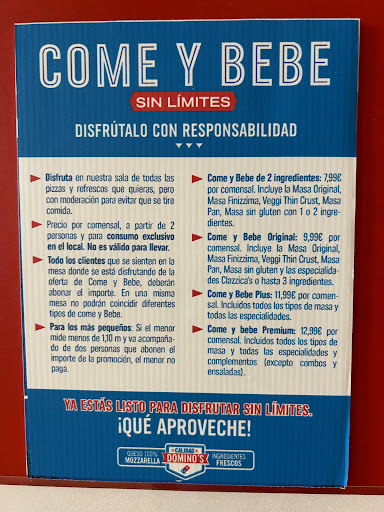 COME Y BEBE
SIN LÍMITES
DISFRÚTALO CON RESPONSABILIDAD
Disfruta en nuestra sala de todas las
pizzas y refrescos que quieras, pero
con moderación para evitar que se tire
comida.
Precio por comensal, a partir de 2
personas y para consumo exclusivo
en el local. No es válido para llevar.
Todo los clientes que se sienten en la
mesa donde se está disfrutando de la
oferta de Come y Bebe, deberán
abonar el importe. En una misma
mesa no podrán coincidir diferentes
tipos de come y Bebe.
Para los más pequeños: Si el menor
mide menos de 1,10 m y va acompaña-
do de dos personas que abonen el
importe de la promoción, el menor no
paga.
Come y Bebe de 2 ingredientes: 7,99€
por comensal. Incluye la Masa Original,
Masa Finizzima, Veggi Thin Crust, Masa
Pan, Masa sin gluten con 1 o 2 ingre-
dientes.
Come y Bebe Original: 9,99€ por
comensal. Incluye la Masa Original,
Masa Finizzima, Veggi Thin Crust, Masa
Pan, Masa sin gluten y las especialida-
des Clazzica's o hasta 3 ingredientes.
Come y Bebe Plus: 11,99€ por comen-
sal. Incluidos todos los tipos de masa y
todas las especialidades.
Come y bebe Premium: 12,99€ por
comensal. Incluidos todos los tipos de
masa y todas las especialidades y
complementos (excepto combos y
ensaladas).
YA ESTÁS LISTO PARA DISFRUTAR SIN LÍMITES.
¡QUÉ APROVECHE!
QUESO 100%
MOZZARELLA
CALIDAD
DOMINO'S
INGREDIENTES
FRESCOS